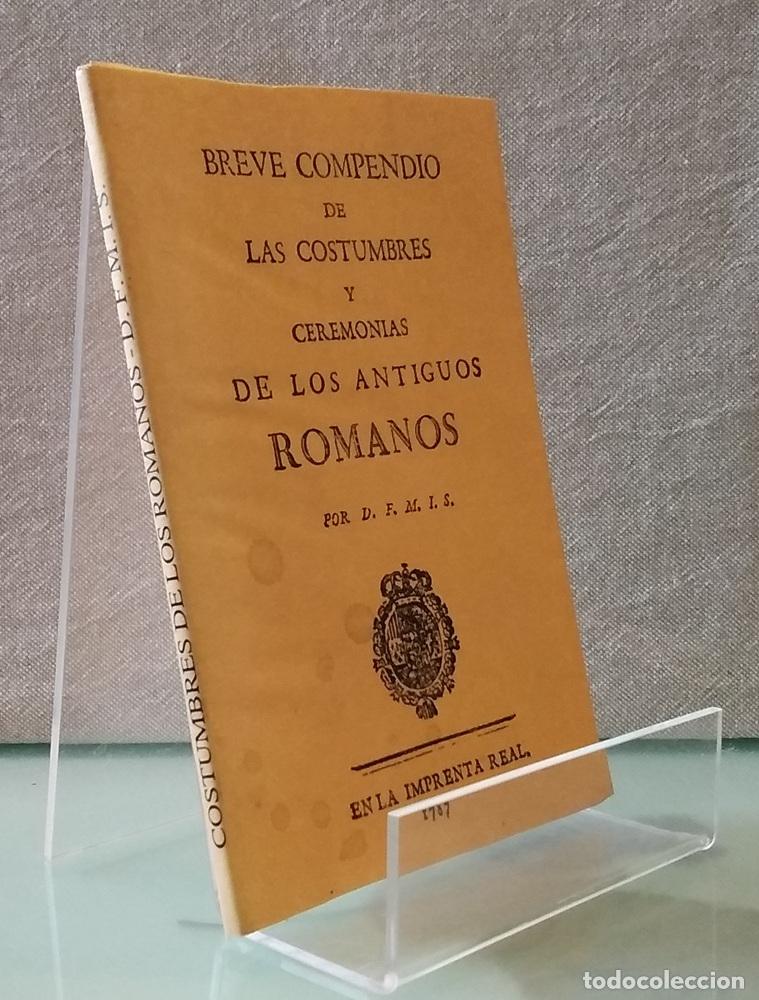 BREVE COMPENDIO
DE
LAS COSTUMBRES
Y
CEREMONIAS
DE LOS ANTIGUOS
ROMANOS
POR D. F. M. I. S.
EN LA IMPRENTA REAL.
1787
COSTUMBRES DE LOS ROMANOS - D. F. M. I. S.
todocoleccion